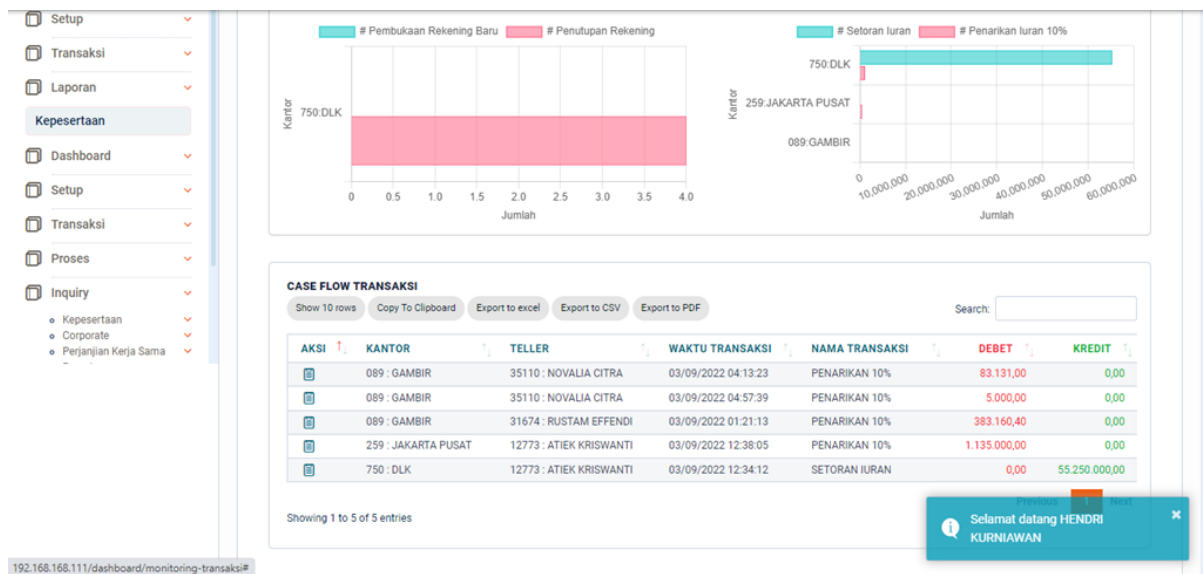 Setup
Transaksi
Laporan
Kepesertaan
Dashboard
Setup
Transaksi
Proses
Inquiry
Kepesertaan
Corporate
Perjanjian Kerja Sama
# Pembukaan Rekening Baru # Penutupan Rekening
Kantor
750:DLK
0 0.5 1.0 1.5 2.0 2.5 3.0 3.5 4.0
Jumlah
# Setoran Iuran # Penarikan Iuran 10%
Kantor
750:DLK
259:JAKARTA PUSAT
089:GAMBIR
0 10,000,000 20,000,000 30,000,000 40,000,000 50,000,000 60,000,000
Jumlah
CASE FLOW TRANSAKSI
Show 10 rows Copy To Clipboard Export to excel Export to CSV Export to PDF Search:
AKSI KANTOR TELLER WAKTU TRANSAKSI NAMA TRANSAKSI DEBET KREDIT
089 : GAMBIR 35110 : NOVALIA CITRA 03/09/2022 04:13:23 PENARIKAN 10% 83.131,00 0,00
089 : GAMBIR 35110 : NOVALIA CITRA 03/09/2022 04:57:39 PENARIKAN 10% 5.000,00 0,00
089 : GAMBIR 31674 : RUSTAM EFFENDI 03/09/2022 01:21:13 PENARIKAN 10% 383.160,40 0,00
259 : JAKARTA PUSAT 12773 : ATIEK KRISWANTI 03/09/2022 12:38:05 PENARIKAN 10% 1.135.000,00 0,00
750 : DLK 12773 : ATIEK KRISWANTI 03/09/2022 12:34:12 SETORAN IURAN 0,00 55.250.000,00
Previous 1 Next
Showing 1 to 5 of 5 entries
Selamat datang HENDRI
KURNIAWAN
192.168.168.111/dashboard/monitoring-transaksi#